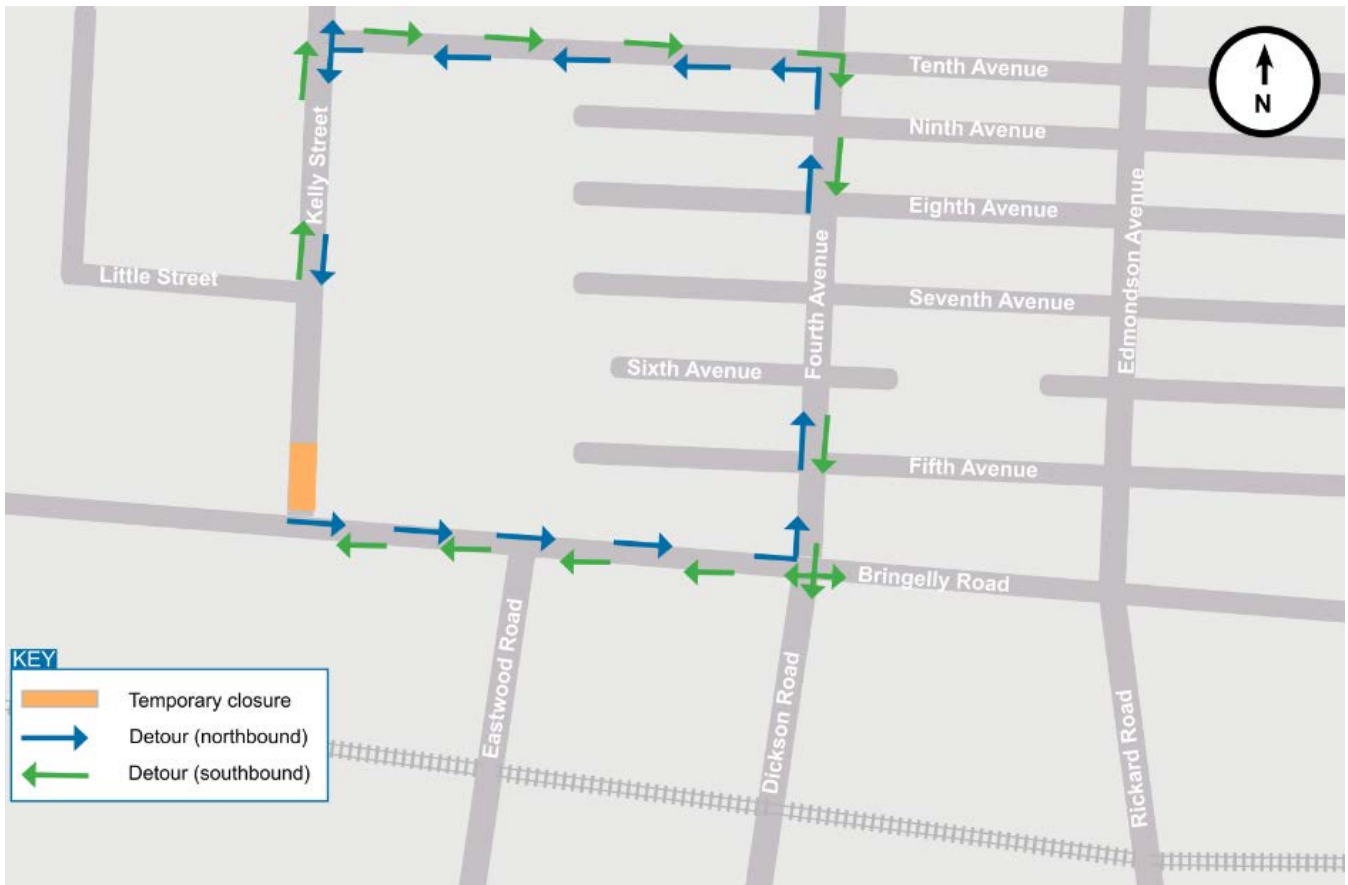 Tenth Avenue
N
Ninth Avenue
Kelly Street
Eighth Avenue
Edmondson Avenue
Little Street
Seventh Avenue
Fourth Avenue
Sixth Avenue
Fifth Avenue
Bringelly Road
Eastwood Road
Dickson Road
Rickard Road
KEY
Temporary closure
Detour (northbound)
Detour (southbound)